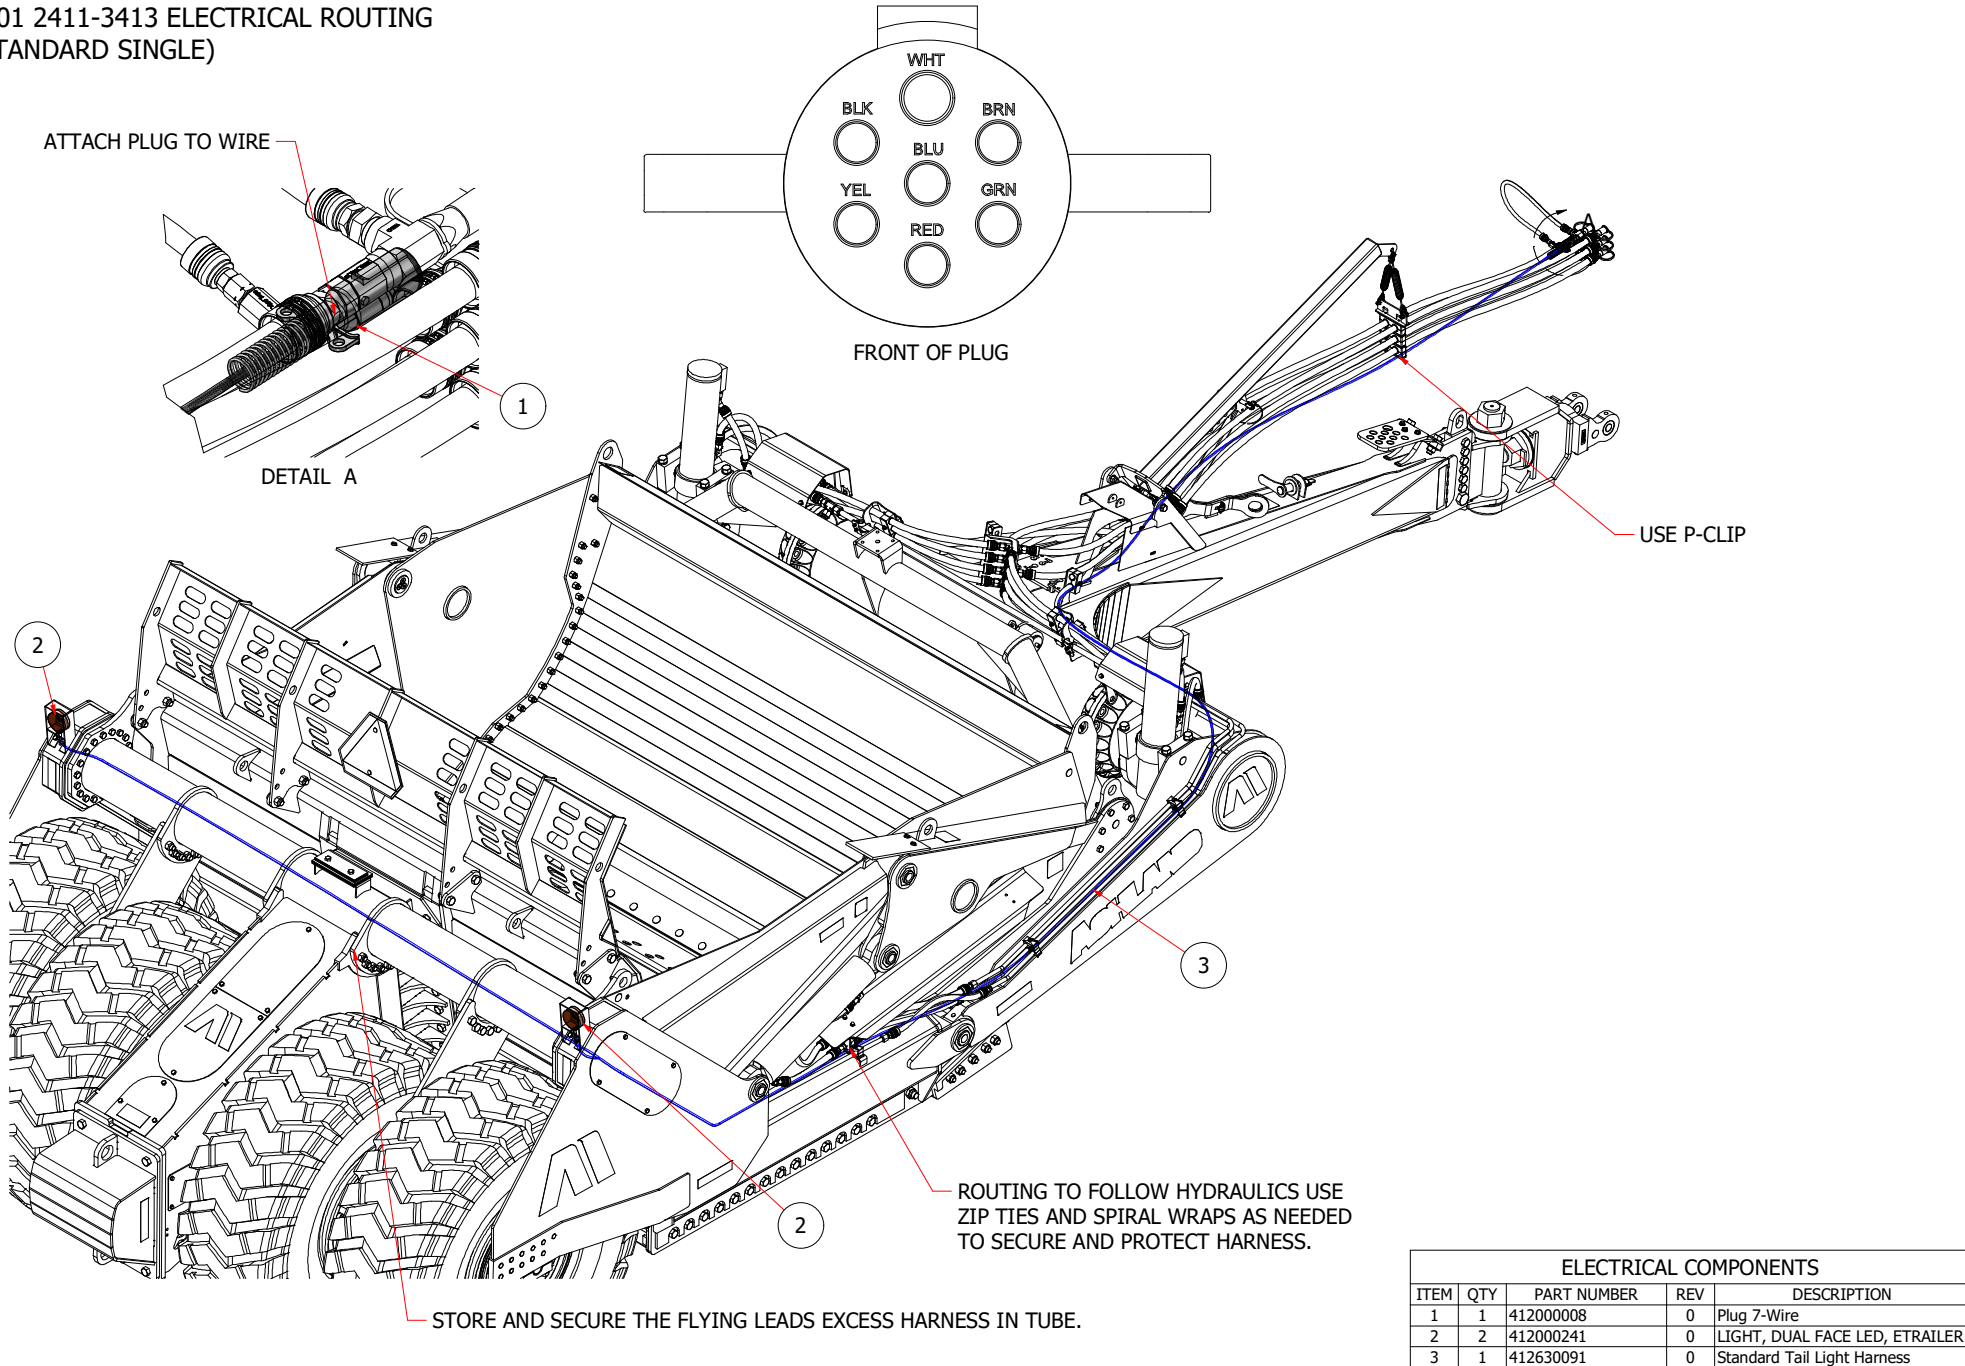 01 2411-3413 ELECTRICAL ROUTING
TANDARD SINGLE)
ATTACH PLUG TO WIRE
1
DETAIL A
WHT
BLK
BRN
BLU
YEL
GRN
RED
FRONT OF PLUG
A
USE P-CLIP
2
3
2
ROUTING TO FOLLOW HYDRAULICS USE
ZIP TIES AND SPIRAL WRAPS AS NEEDED
TO SECURE AND PROTECT HARNESS.
STORE AND SECURE THE FLYING LEADS EXCESS HARNESS IN TUBE.
ELECTRICAL COMPONENTS
ITEM QTY PART NUMBER REV DESCRIPTION
1 1 412000008 0 Plug 7-Wire
2 2 412000241 0 LIGHT, DUAL FACE LED, ETRAILER
3 1 412630091 0 Standard Tail Light Harness